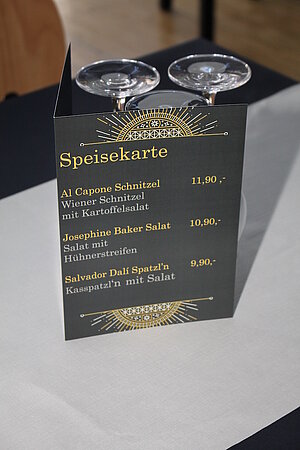 Speisekarte
Al Capone Schnitzel 11,90 ,-
Wiener Schnitzel
mit Kartoffelsalat
Josephine Baker Salat 10,90,-
Salat mit
Hühnerstreifen
Salvador Dalí Spatzl'n 9,90,-
Kasspatzl'n mit Salat